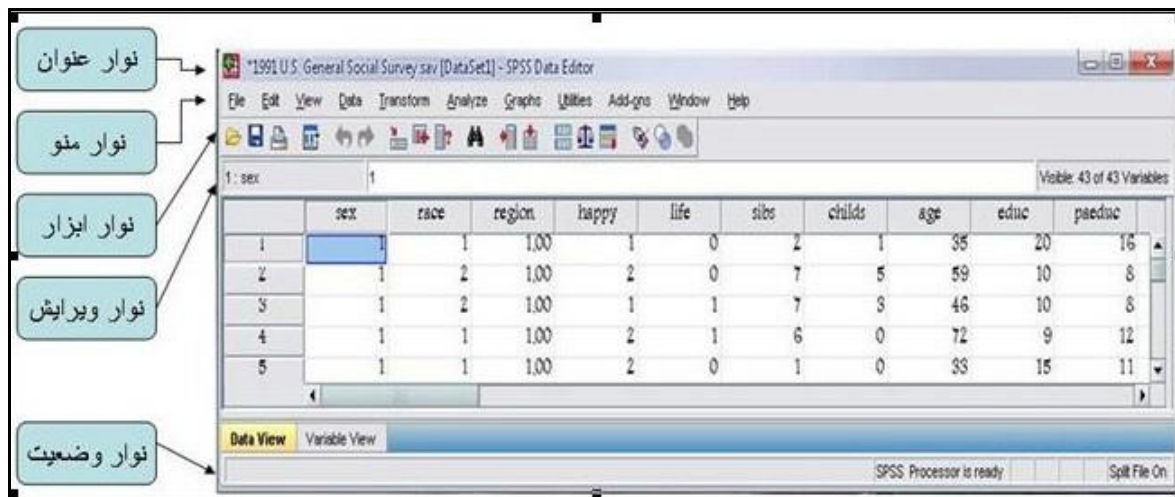 نوار عنوان
نوار منو
نوار ابزار
نوار ویرایش
نوار وضعیت
*1991 U.S. General Social Survey.sav [DataSet1] - SPSS Data Editor
File Edit View Data Transform Analyze Graphs Utilities Add-ons Window Help
1 : sex 1 Visible: 43 of 43 Variables
sex race region happy life sibs childs age educ paeduc
1 1 1 1,00 1 0 2 1 35 20 16
2 1 2 1,00 2 0 7 5 59 10 8
3 1 2 1,00 1 1 7 3 46 10 8
4 1 1 1,00 2 1 6 0 72 9 12
5 1 1 1,00 2 0 1 0 33 15 11
Data View Variable View
SPSS Processor is ready Split File On